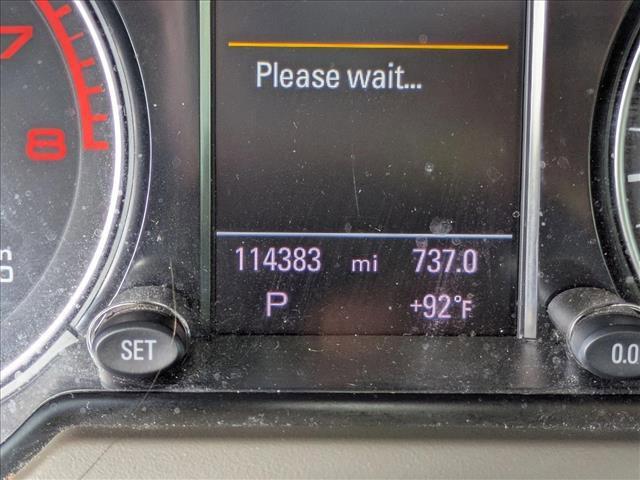 7
Please wait...
8
114383 mi 737.0
P +92°F
SET
0.0